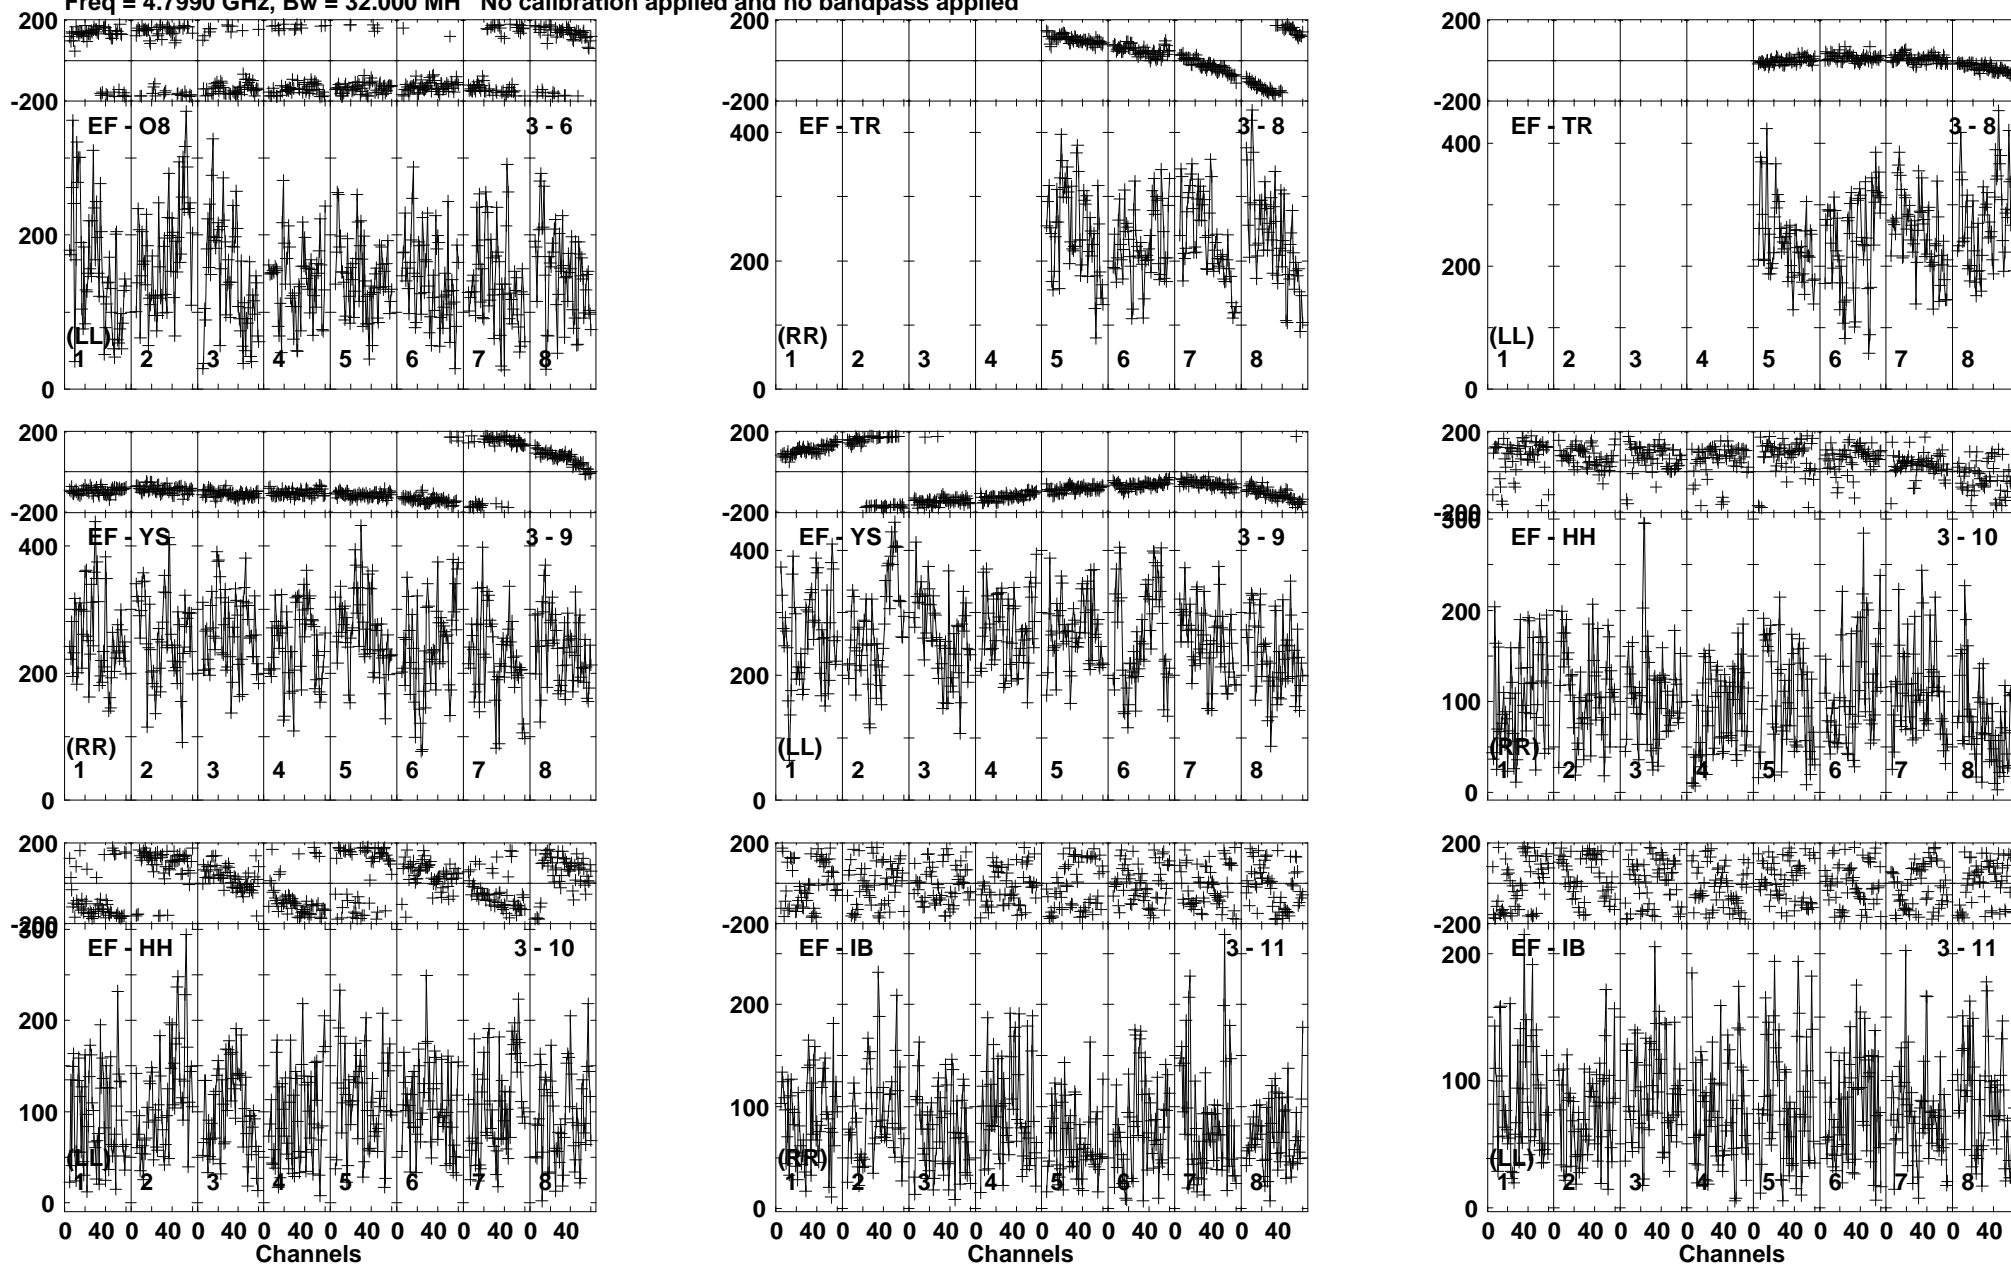 Freq = 4.7990 GHz, Bw = 32.000 MH No calibration applied and no bandpass applied
200 200 200
-200 -200 -200
EF - O8 3 - 6 EF - TR 3 - 8 EF - TR 3 - 8
400 400
200 200 200
(LL) (RR) (LL)
1 2 3 4 5 6 7 8 1 2 3 4 5 6 7 8 1 2 3 4 5 6 7 8
0 0 0
200 200 200
-200 -200 -200
300
EF - YS 3 - 9 EF - YS 3 - 9 EF - HH 3 - 10
400 400
200 200 200
100
(RR) (LL) (RR)
1 2 3 4 5 6 7 8 1 2 3 4 5 6 7 8 1 2 3 4 5 6 7 8
0 0 0
200 200 200
-200 -200 -200
300
EF - HH 3 - 10 EF - IB 3 - 11 EF - IB 3 - 11
200 200 200
100 100 100
(LL) (RR) (LL)
1 2 3 4 5 6 7 8 1 2 3 4 5 6 7 8 1 2 3 4 5 6 7 8
0 0 0
0 40 0 40 0 40 0 40 0 40 0 40 0 40 0 40 0 40 0 40 0 40 0 40 0 40 0 40 0 40 0 40 0 40 0 40 0 40 0 40 0 40 0 40 0 40 0 40
Channels Channels Channels